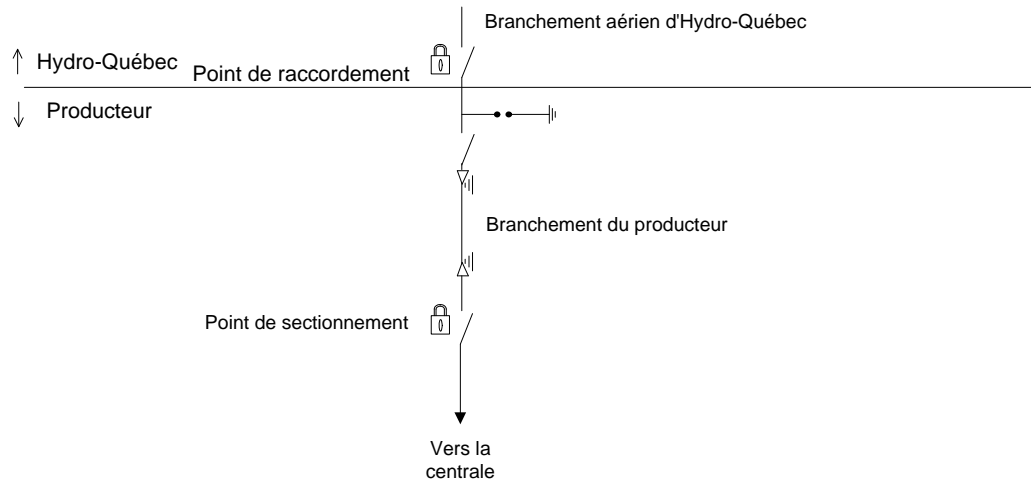 Branchement aérien d'Hydro-Québec
Hydro-Québec
Point de raccordement
Producteur
Branchement du producteur
Point de sectionnement
Vers la
centrale